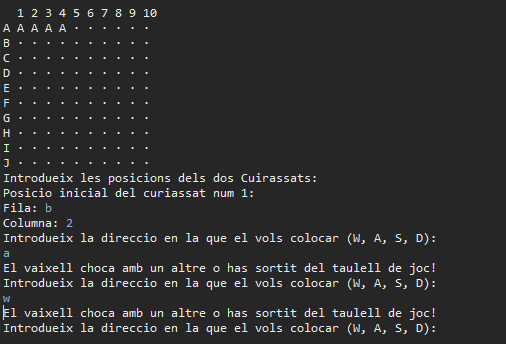 1 2 3 4 5 6 7 8 9 10
A A A A A · · · · · ·
B · · · · · · · · · ·
C · · · · · · · · · ·
D · · · · · · · · · ·
E · · · · · · · · · ·
F · · · · · · · · · ·
G · · · · · · · · · ·
H · · · · · · · · · ·
I · · · · · · · · · ·
J · · · · · · · · · ·
Introdueix les posicions dels dos Cuirassats:
Posicio inicial del curiassat num 1:
Fila: b
Columna: 2
Introdueix la direccio en la que el vols colocar (W, A, S, D):
a
El vaixell choca amb un altre o has sortit del taulell de joc!
Introdueix la direccio en la que el vols colocar (W, A, S, D):
w
El vaixell choca amb un altre o has sortit del taulell de joc!
Introdueix la direccio en la que el vols colocar (W, A, S, D):